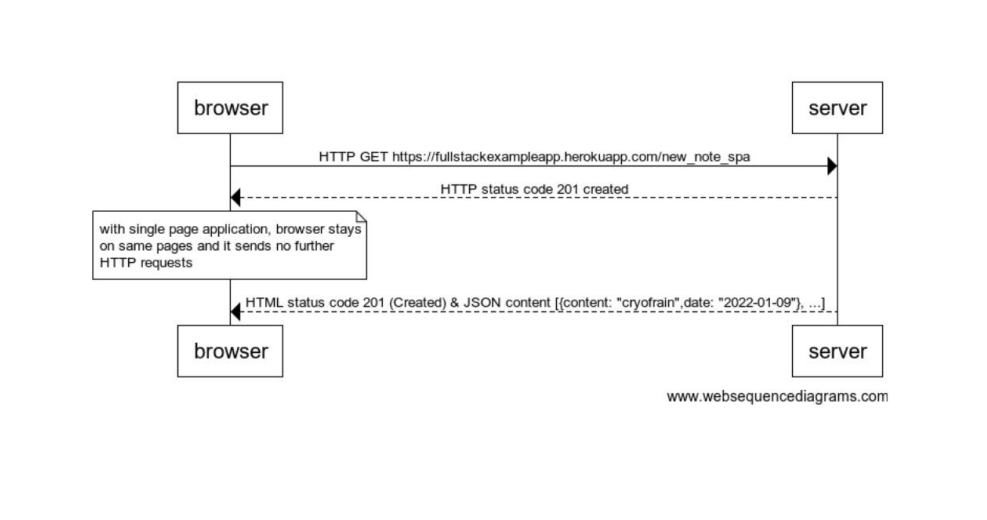 browser
server
HTTP GET https://fullstackexampleapp.herokuapp.com/new_note_spa
HTTP status code 201 created
with single page application, browser stays
on same pages and it sends no further
HTTP requests
HTML status code 201 (Created) & JSON content [{content: "cryofrain",date: "2022-01-09"}, ...]
browser
server
www.websequencediagrams.com